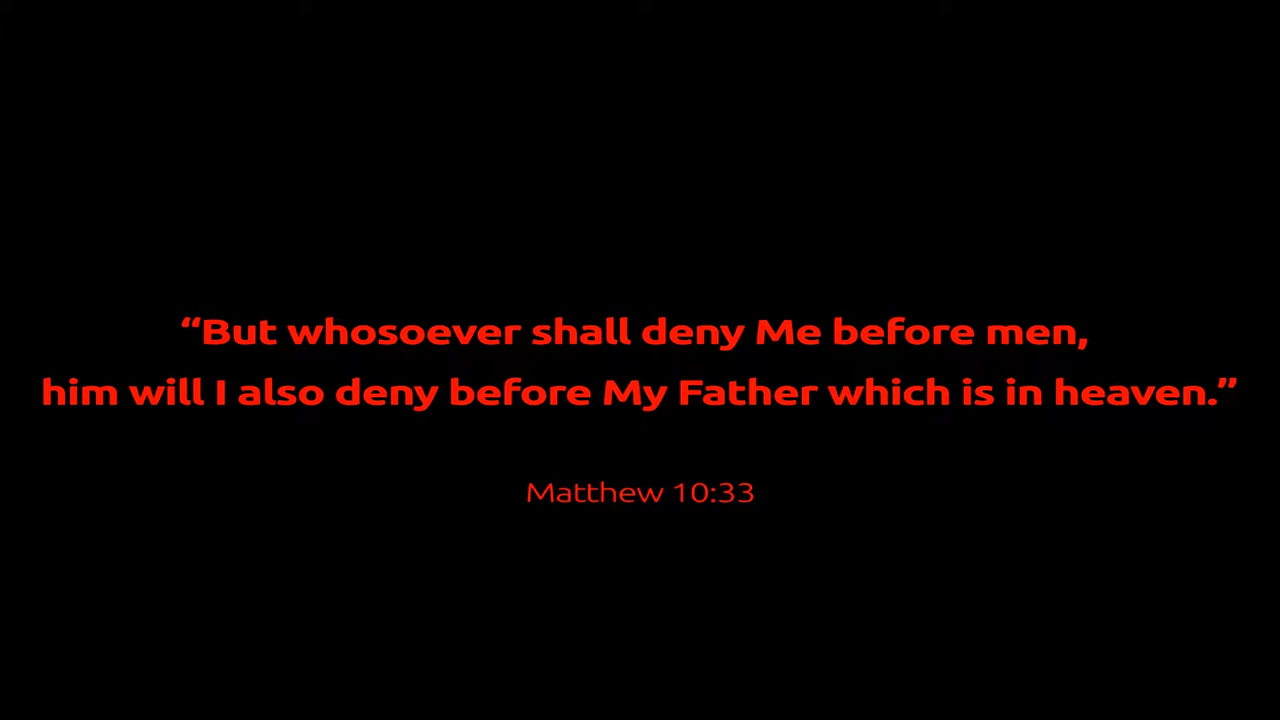 “But whosoever shall deny Me before men,
him will I also deny before My Father which is in heaven.”
Matthew 10:33